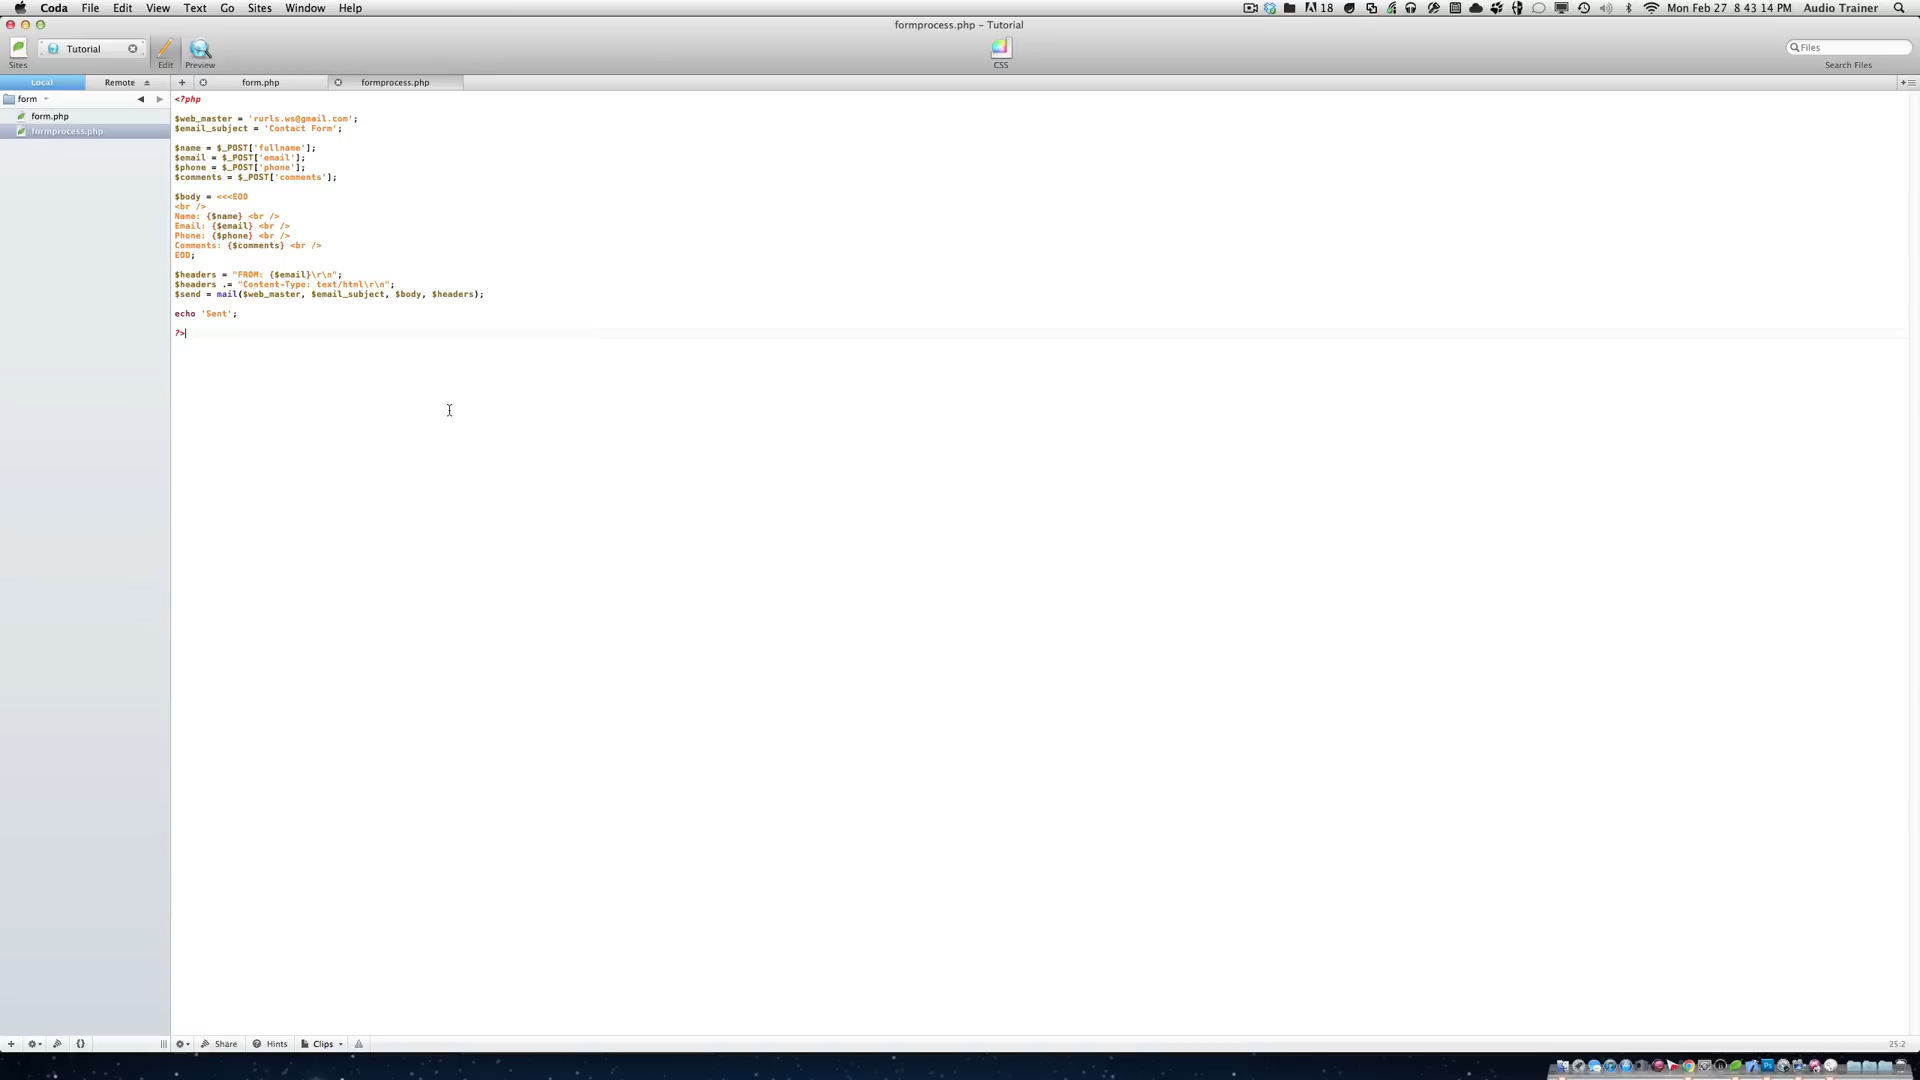 Coda File Edit View Text Go Sites Window Help
18 Mon Feb 27 8 43 14 PM Audio Trainer
formprocess.php - Tutorial
Tutorial
Files
Sites Edit Preview CSS Search Files
Local Remote form.php formprocess.php
form
form.php
formprocess.php
<?php
$web_master = 'rurls.ws@gmail.com';
$email_subject = 'Contact Form';
$name = $_POST['fullname'];
$email = $_POST['email'];
$phone = $_POST['phone'];
$comments = $_POST['comments'];
$body = <<<EOD
<br />
Name: {$name} <br />
Email: {$email} <br />
Phone: {$phone} <br />
Comments: {$comments} <br />
EOD;
$headers = "FROM: {$email}\r\n";
$headers .= "Content-Type: text/html\r\n";
$send = mail($web_master, $email_subject, $body, $headers);
echo 'Sent';
?>
Share Hints Clips 25:2